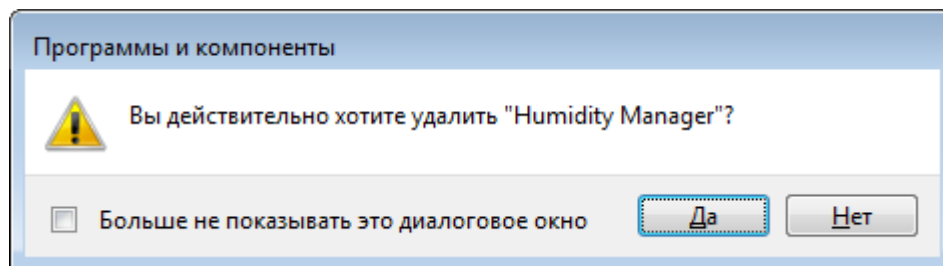 Программы и компоненты
Вы действительно хотите удалить "Humidity Manager"?
Больше не показывать это диалоговое окно
Да
Нет